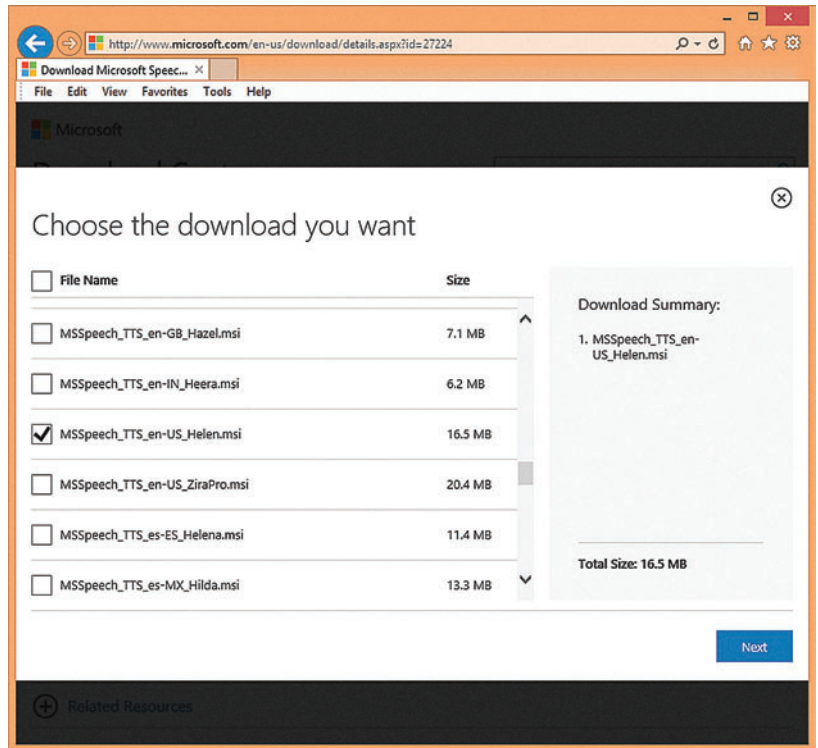 http://www.microsoft.com/en-us/download/details.aspx?id=27224
Download Microsoft Speec...
File Edit View Favorites Tools Help
Microsoft
Choose the download you want
File Name Size
MSSpeech_TTS_en-GB_Hazel.msi 7.1 MB
MSSpeech_TTS_en-IN_Heera.msi 6.2 MB
MSSpeech_TTS_en-US_Helen.msi 16.5 MB
MSSpeech_TTS_en-US_ZiraPro.msi 20.4 MB
MSSpeech_TTS_es-ES_Helena.msi 11.4 MB
MSSpeech_TTS_es-MX_Hilda.msi 13.3 MB
Download Summary:
1. MSSpeech_TTS_en-
US_Helen.msi
Total Size: 16.5 MB
Next
Related Resources